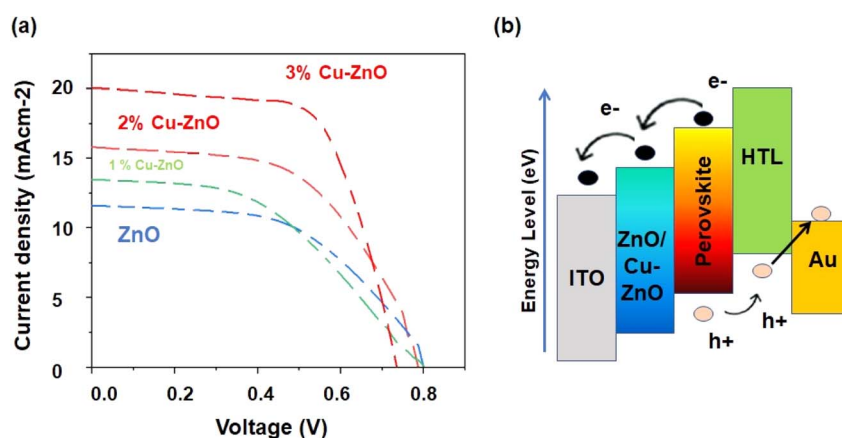 (a)
Current density (mAcm-2)
20
15
10
5
0
3% Cu-ZnO
2% Cu-ZnO
1 % Cu-ZnO
ZnO
0.0
0.2
0.4
0.6
0.8
Voltage (V)
(b)
Energy Level (eV)
e-
e-
HTL
Perovskite
ZnO/
Cu-
ZnO
ITO
Au
h+
h+